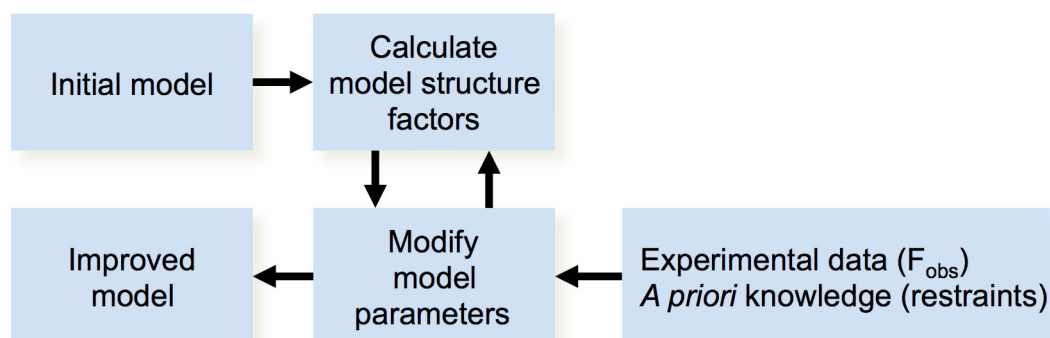 Initial model
Calculate
model structure
factors
Improved
model
Modify
model
parameters
Experimental data (Fobs)
A priori knowledge (restraints)